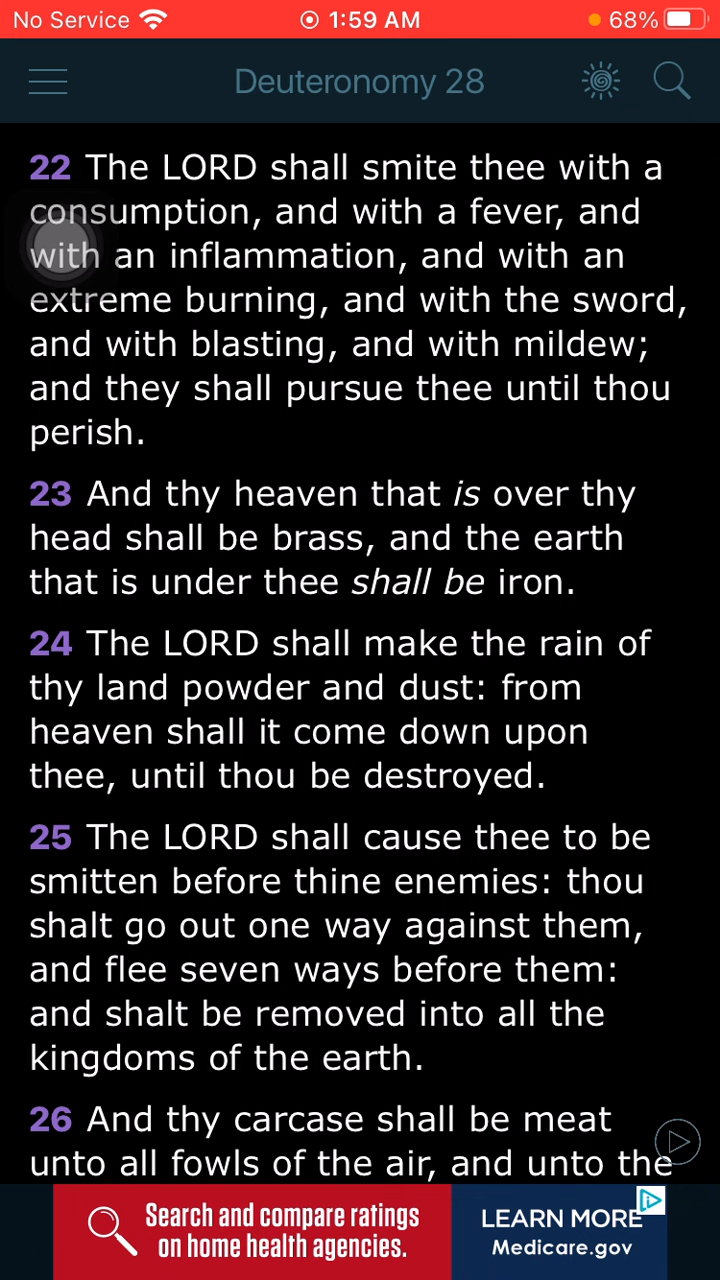 No Service 1:59 AM 68%
Deuteronomy 28
22 The LORD shall smite thee with a
consumption, and with a fever, and
with an inflammation, and with an
extreme burning, and with the sword,
and with blasting, and with mildew;
and they shall pursue thee until thou
perish.
23 And thy heaven that is over thy
head shall be brass, and the earth
that is under thee shall be iron.
24 The LORD shall make the rain of
thy land powder and dust: from
heaven shall it come down upon
thee, until thou be destroyed.
25 The LORD shall cause thee to be
smitten before thine enemies: thou
shalt go out one way against them,
and flee seven ways before them:
and shalt be removed into all the
kingdoms of the earth.
26 And thy carcase shall be meat
unto all fowls of the air, and unto the
Search and compare ratings
on home health agencies.
LEARN MORE
Medicare.gov